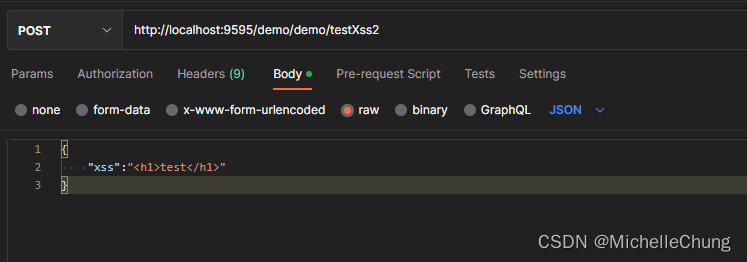 POST http://localhost:9595/demo/demo/testXss2
Params Authorization Headers (9) Body Pre-request Script Tests Settings
none form-data x-www-form-urlencoded raw binary GraphQL JSON
1 {
2 ····"xss":"<h1>test</h1>"
3 }
CSDN @MichelleChung